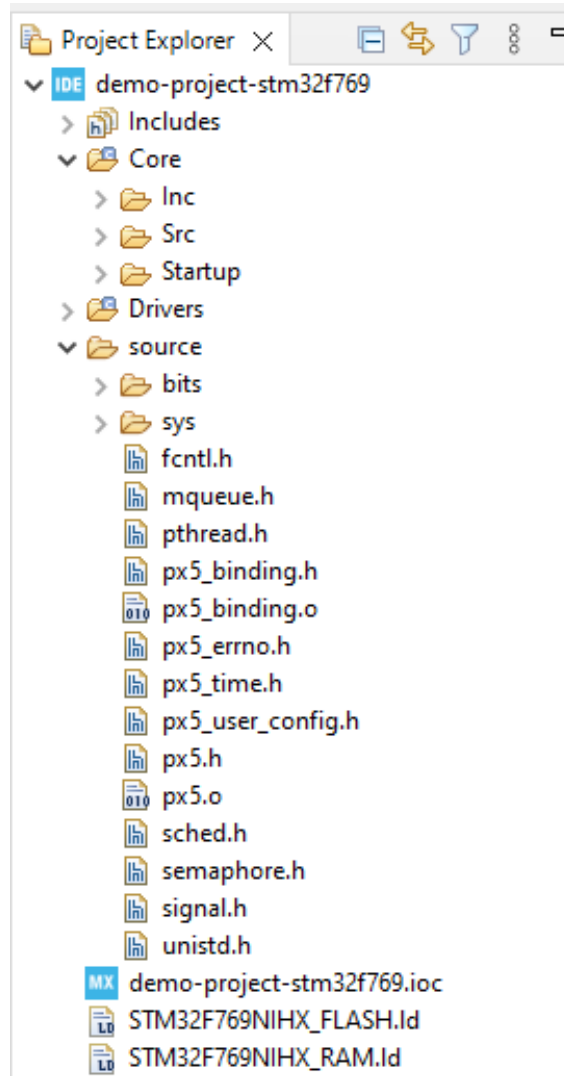 Project Explorer
IDE demo-project-stm32f769
Includes
Core
Inc
Src
Startup
Drivers
source
bits
sys
fcntl.h
mqueue.h
pthread.h
px5_binding.h
010 px5_binding.o
px5_errno.h
px5_time.h
px5_user_config.h
px5.h
010 px5.o
sched.h
semaphore.h
signal.h
unistd.h
MX demo-project-stm32f769.ioc
LD STM32F769NIHX_FLASH.ld
LD STM32F769NIHX_RAM.ld